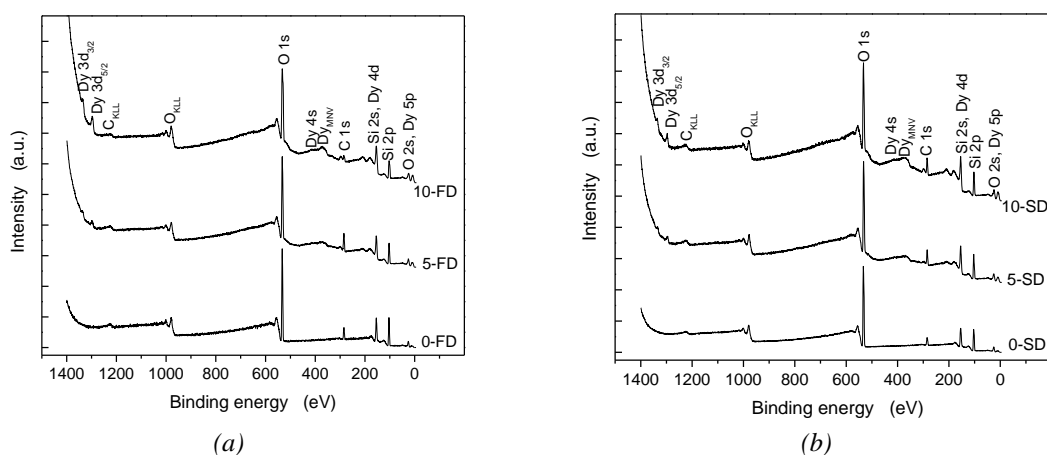 Dy 3d3/2
Dy 3d5/2
CKLL
OKLL
O 1s
Dy 4s
DyMNV
C 1s
Si 2s, Dy 4d
Si 2p
O 2s, Dy 5p
10-FD
5-FD
0-FD
Intensity (a.u.)
1400 1200 1000 800 600 400 200 0
Binding energy (eV)
(a)
Dy 3d3/2
Dy 3d5/2
CKLL
OKLL
O 1s
Dy 4s
DyMNV
C 1s
Si 2s, Dy 4d
Si 2p
O 2s, Dy 5p
10-SD
5-SD
0-SD
Intensity (a.u.)
1400 1200 1000 800 600 400 200 0
Binding energy (eV)
(b)